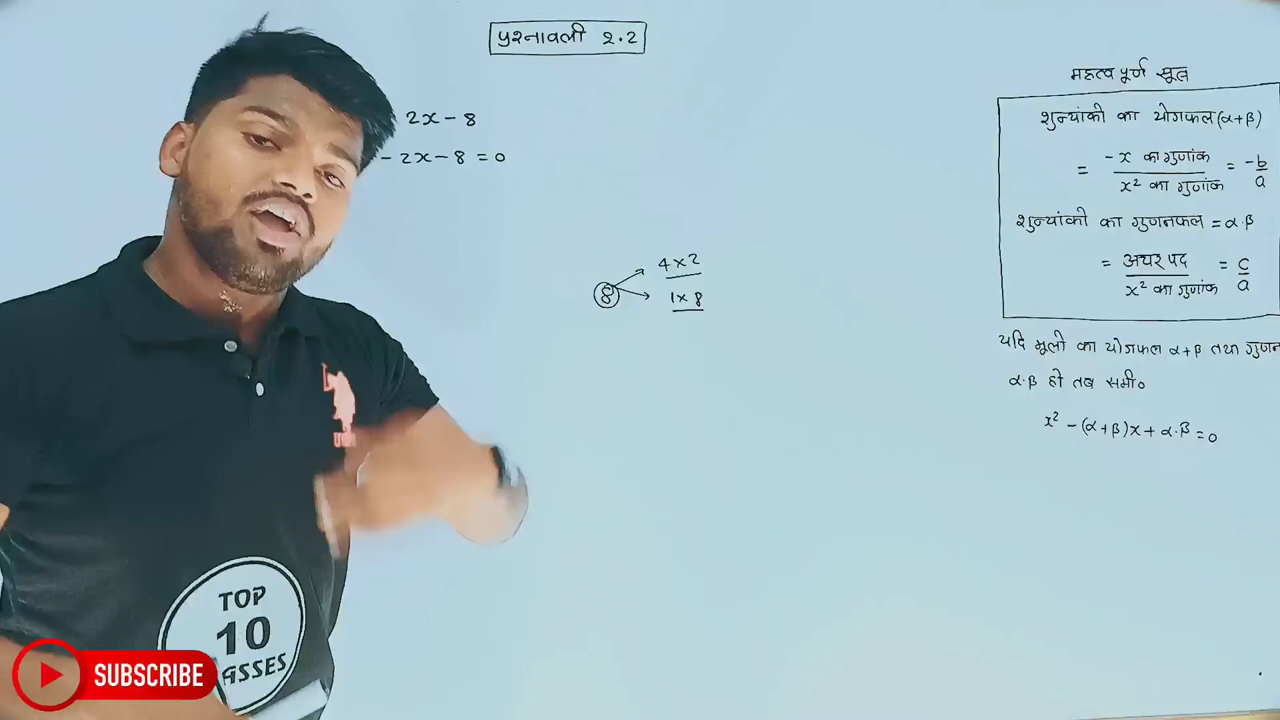 प्रश्नावली 2.2
2x - 8
- 2x - 8 = 0
8
4 x 2
1 x 8
महत्वपूर्ण सूत्र
शुन्यांको का योगफल (α+β)
= -x का गुणांक / x² का गुणांक = -b/a
शुन्यांको का गुणनफल = α·β
= अचर पद / x² का गुणांक = c/a
यदि मूलो का योगफल α+β तथा गुणन
α·β हो तब समी०
x² - (α+β)x + α·β = 0
TOP
10
SUBSCRIBE